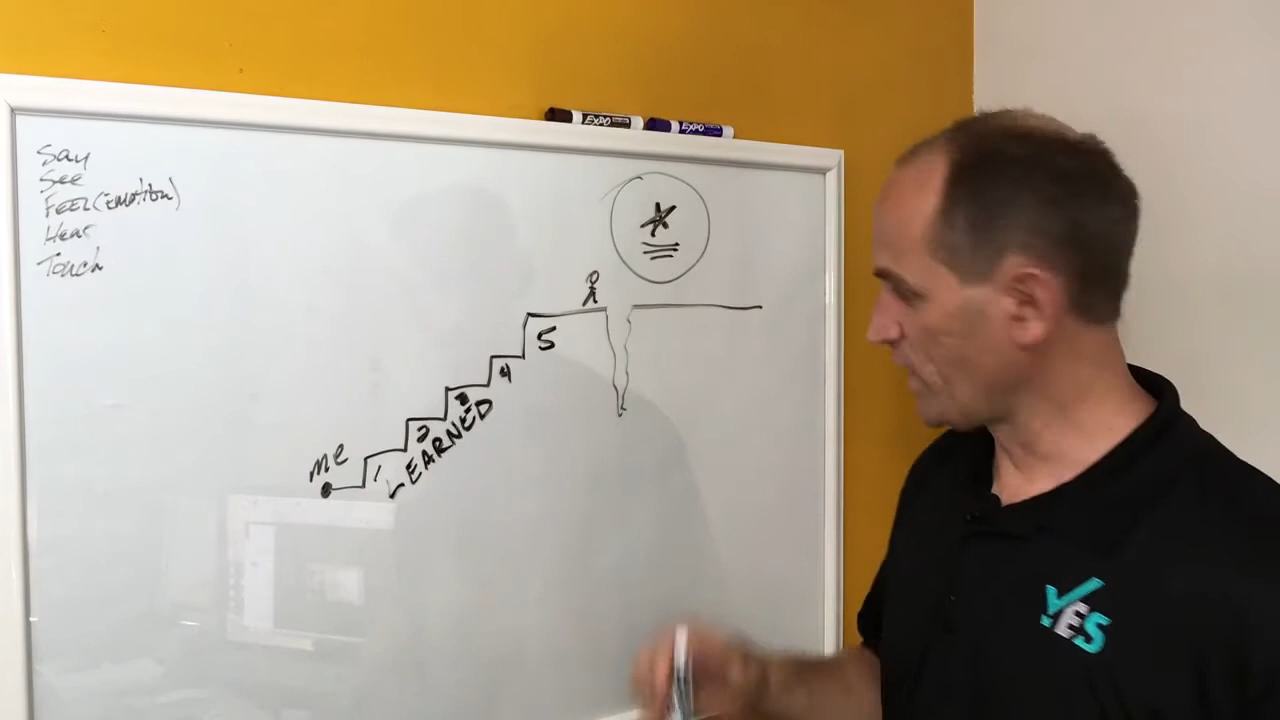 Say
See
FEEL (Emotion)
Hear
Touch
EXPO
EXPO
me
1
2
3
4
5
LEARNED
YES